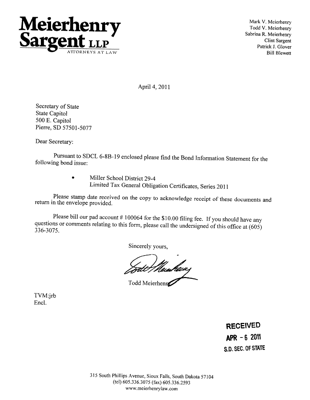 Meierhenry
Sargent LLP
ATTORNEYS AT LAW
Mark V. Meierhenry
Todd V. Meierhenry
Sabrina R. Meierhenry
Clint Sargent
Patrick J. Glover
Bill Blewett
April 4, 2011
Secretary of State
State Capitol
500 E. Capitol
Pierre, SD 57501-5077
Dear Secretary:
Pursuant to SDCL 6-8B-19 enclosed please find the Bond Information Statement for the
following bond issue:
• Miller School District 29-4
Limited Tax General Obligation Certificates, Series 2011
Please stamp date received on the copy to acknowledge receipt of these documents and
return in the envelope provided.
Please bill our pad account # 100064 for the $10.00 filing fee. If you should have any
questions or comments relating to this form, please call the undersigned of this office at (605)
336-3075.
Sincerely yours,
Todd V Meierhenry
Todd Meierhenry
TVM:jrb
Encl.
RECEIVED
APR - 6 2011
S.D. SEC. OF STATE
315 South Phillips Avenue, Sioux Falls, South Dakota 57104
(tel) 605.336.3075 (fax) 605.336.2593
www.meierhenrylaw.com